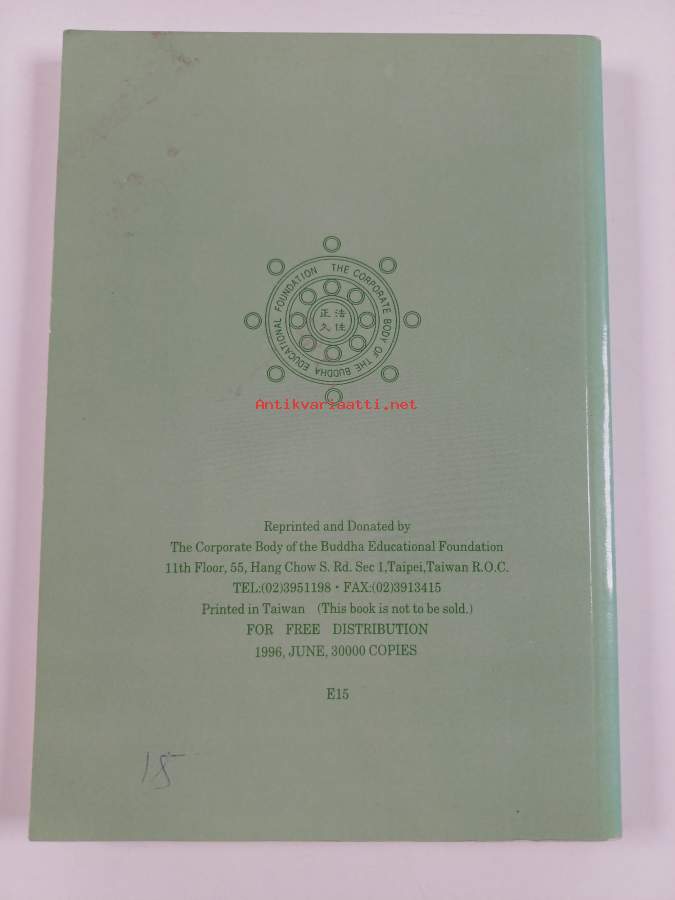 THE CORPORATE BODY OF THE BUDDHA EDUCATIONAL FOUNDATION
正法
久住
Antikvariaatti.net
Reprinted and Donated by
The Corporate Body of the Buddha Educational Foundation
11th Floor, 55, Hang Chow S. Rd. Sec 1,Taipei,Taiwan R.O.C.
TEL:(02)3951198・FAX:(02)3913415
Printed in Taiwan (This book is not to be sold.)
FOR FREE DISTRIBUTION
1996, JUNE, 30000 COPIES
E15
15